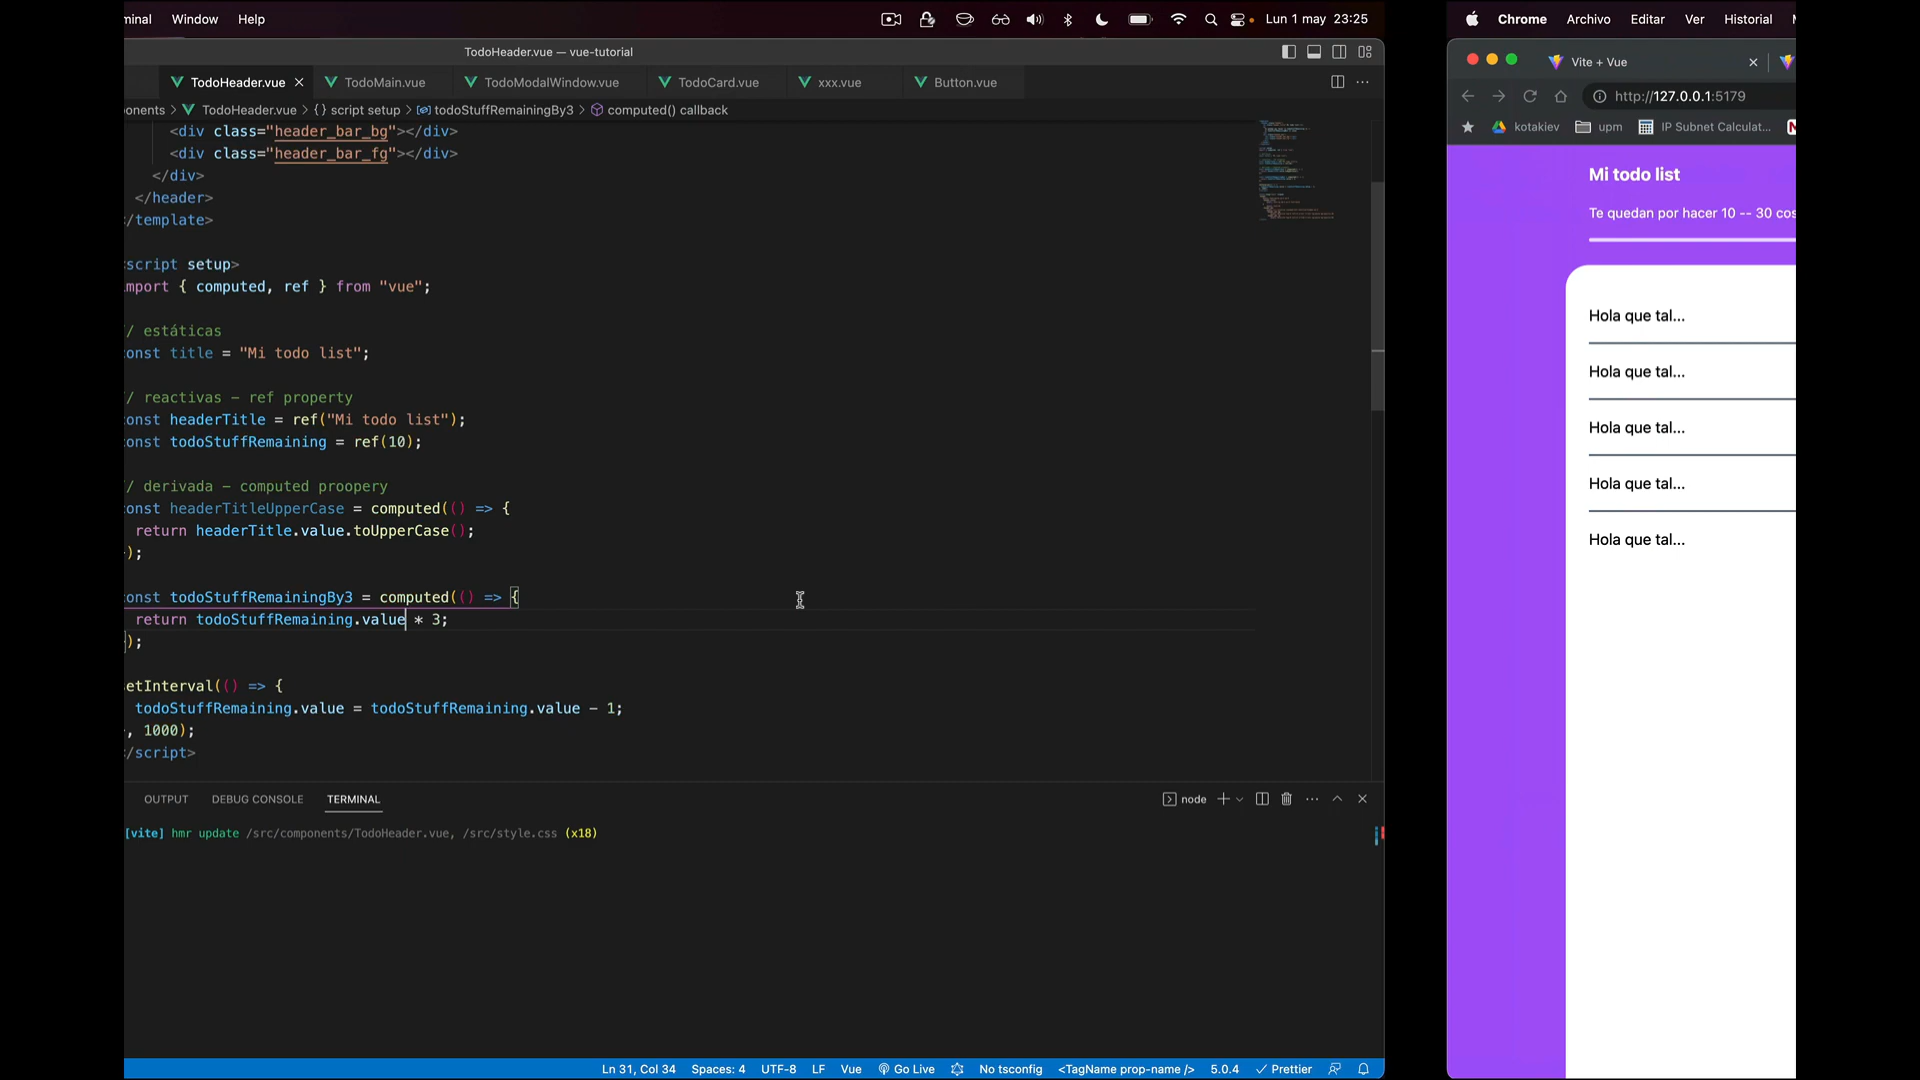 minal Window Help
Lun 1 may 23:25
TodoHeader.vue — vue-tutorial
TodoHeader.vue TodoMain.vue TodoModalWindow.vue TodoCard.vue xxx.vue Button.vue
onents > TodoHeader.vue > {} script setup > todoStuffRemainingBy3 > computed() callback
<div class="header_bar_bg"></div>
<div class="header_bar_fg"></div>
</div>
</header>
/template>
script setup>
mport { computed, ref } from "vue";
/ estáticas
onst title = "Mi todo list";
/ reactivas – ref property
onst headerTitle = ref("Mi todo list");
onst todoStuffRemaining = ref(10);
/ derivada – computed proopery
onst headerTitleUpperCase = computed(() => {
return headerTitle.value.toUpperCase();
});
onst todoStuffRemainingBy3 = computed(() => {
return todoStuffRemaining.value * 3;
});
etInterval(() => {
todoStuffRemaining.value = todoStuffRemaining.value - 1;
, 1000);
/script>
OUTPUT DEBUG CONSOLE TERMINAL
node
[vite] hmr update /src/components/TodoHeader.vue, /src/style.css (x18)
Ln 31, Col 34 Spaces: 4 UTF-8 LF Vue Go Live No tsconfig <TagName prop-name /> 5.0.4 Prettier
Chrome Archivo Editar Ver Historial
Vite + Vue
http://127.0.0.1:5179
kotakiev upm IP Subnet Calculat...
Mi todo list
Te quedan por hacer 10 -- 30 cos
Hola que tal...
Hola que tal...
Hola que tal...
Hola que tal...
Hola que tal...